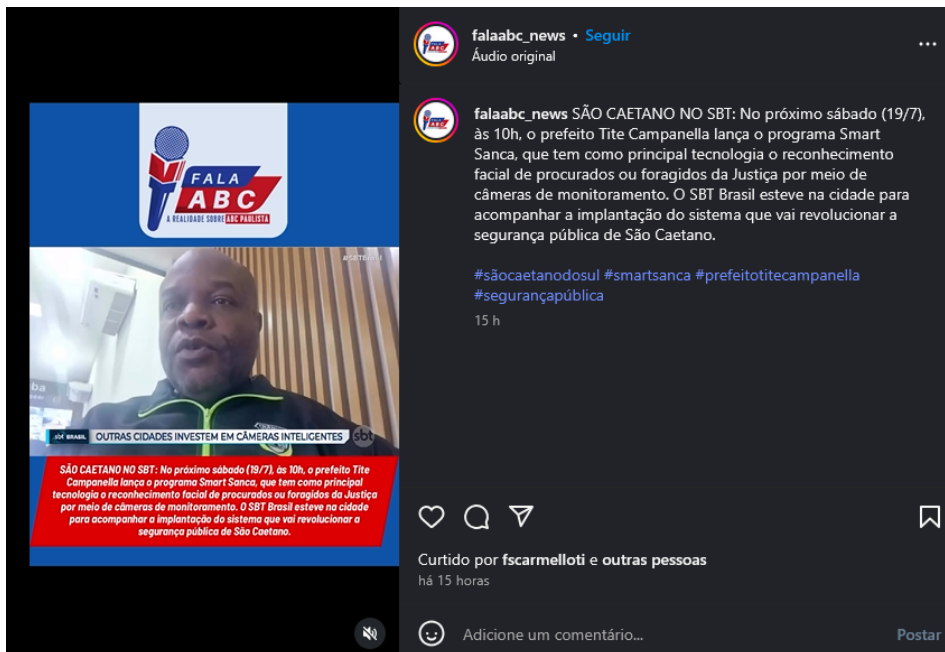 FALA
ABC
A REALIDADE SOBRE ABC PAULISTA
#SBTBrasil
sbt BRASIL OUTRAS CIDADES INVESTEM EM CÂMERAS INTELIGENTES sbt
SÃO CAETANO NO SBT: No próximo sábado (19/7), às 10h, o prefeito Tite
Campanella lança o programa Smart Sanca, que tem como principal
tecnologia o reconhecimento facial de procurados ou foragidos da Justiça
por meio de câmeras de monitoramento. O SBT Brasil esteve na cidade
para acompanhar a implantação do sistema que vai revolucionar a
segurança pública de São Caetano.
falaabc_news • Seguir
Áudio original
falaabc_news SÃO CAETANO NO SBT: No próximo sábado (19/7),
às 10h, o prefeito Tite Campanella lança o programa Smart
Sanca, que tem como principal tecnologia o reconhecimento
facial de procurados ou foragidos da Justiça por meio de
câmeras de monitoramento. O SBT Brasil esteve na cidade para
acompanhar a implantação do sistema que vai revolucionar a
segurança pública de São Caetano.
#sãocaetanodosul #smartsanca #prefeitotitecampanella
#segurançapública
15 h
Curtido por fscarmelloti e outras pessoas
há 15 horas
Adicione um comentário...
Postar